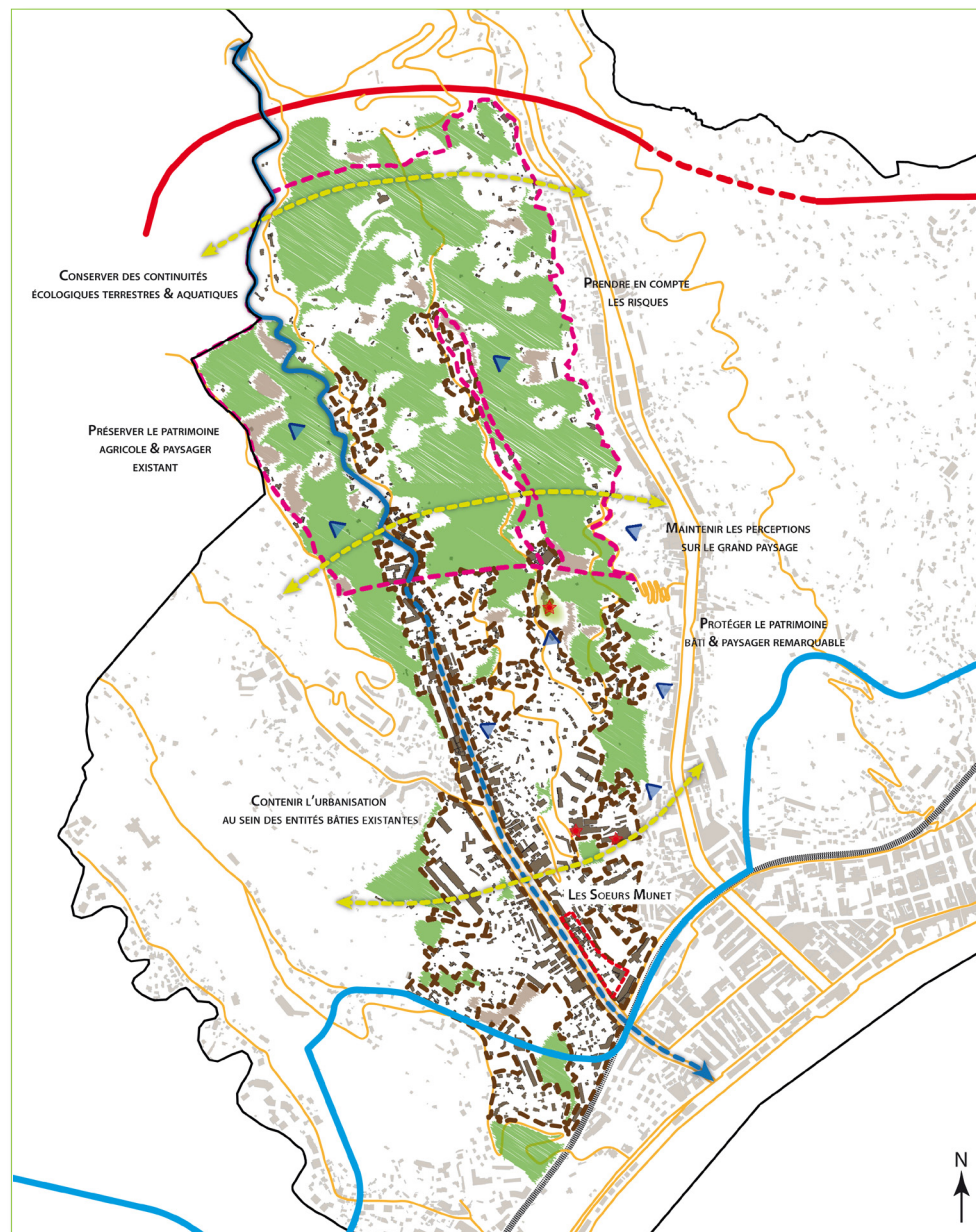 CONSERVER DES CONTINUITÉS
ÉCOLOGIQUES TERRESTRES & AQUATIQUES
PRENDRE EN COMPTE
LES RISQUES
PRÉSERVER LE PATRIMOINE
AGRICOLE & PAYSAGER
EXISTANT
MAINTENIR LES PERCEPTIONS
SUR LE GRAND PAYSAGE
PROTÉGER LE PATRIMOINE
BÂTI & PAYSAGER REMARQUABLE
CONTENIR L'URBANISATION
AU SEIN DES ENTITÉS BÂTIES EXISTANTES
LES SOEURS MUNET
N